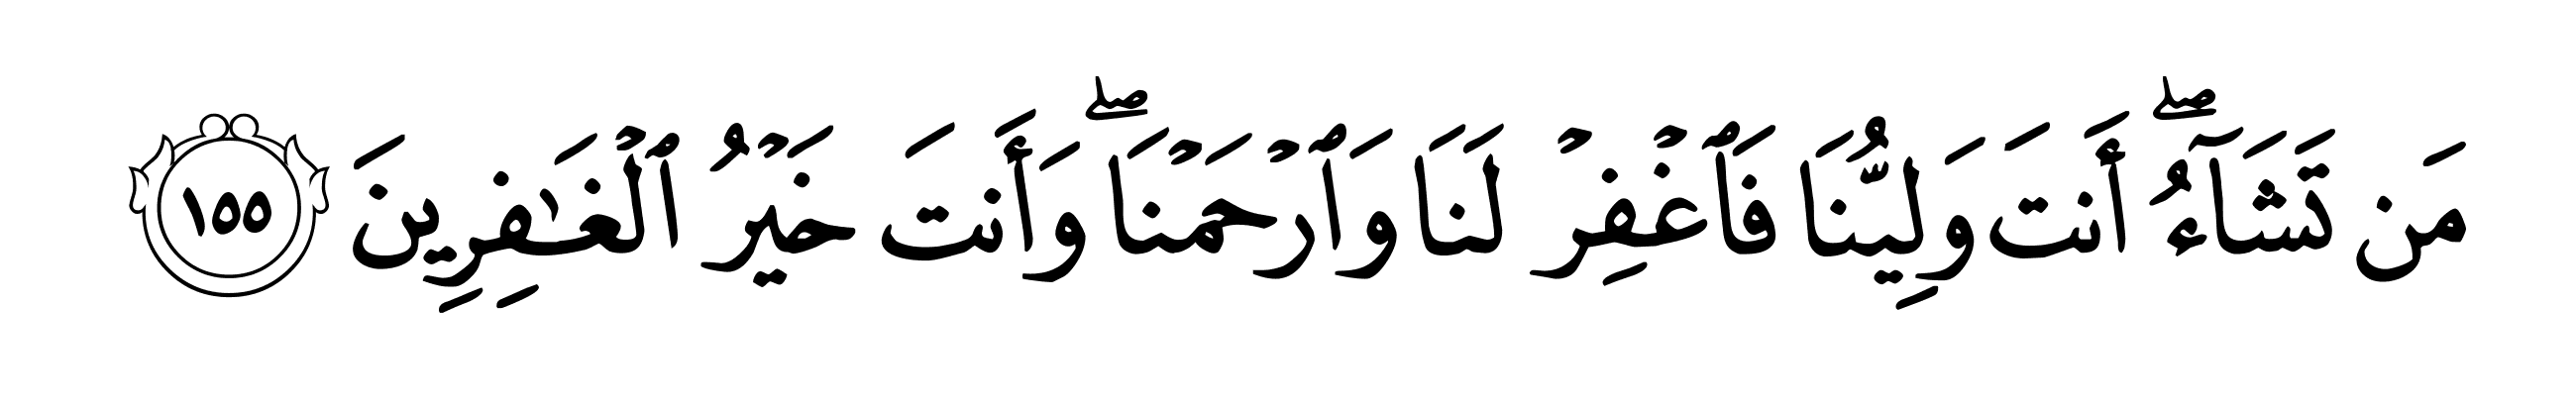 مَن تَشَآءُۖ أَنتَ وَلِيُّنَا فَٱغۡفِرۡ لَنَا وَٱرۡحَمۡنَاۖ وَأَنتَ خَيۡرُ ٱلۡغَٰفِرِينَ ١٥٥